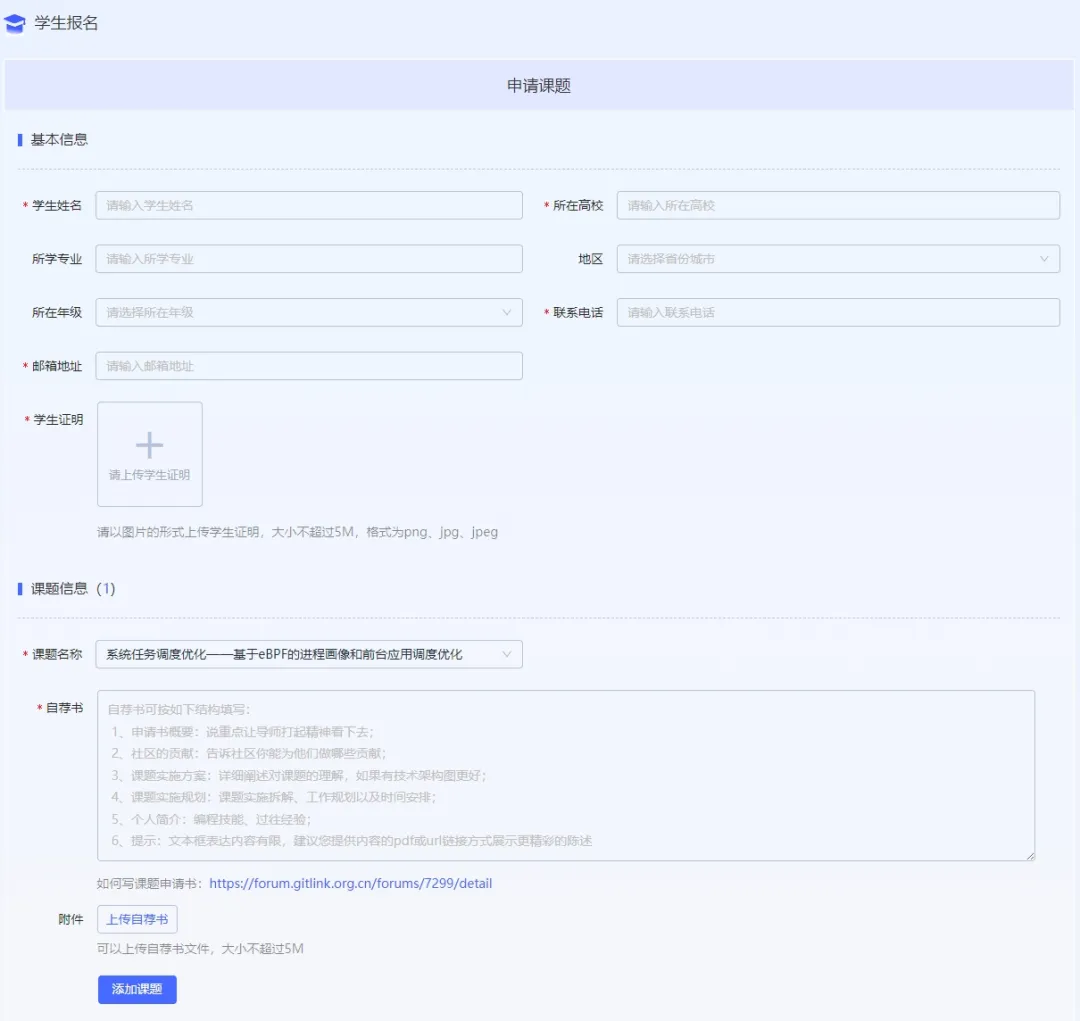 学生报名
申请课题
基本信息
* 学生姓名 请输入学生姓名 * 所在高校 请输入所在高校
所学专业 请输入所学专业 地区 请选择省份城市
所在年级 请选择所在年级 * 联系电话 请输入联系电话
* 邮箱地址 请输入邮箱地址
* 学生证明
请上传学生证明
请以图片的形式上传学生证明，大小不超过5M，格式为png、jpg、jpeg
课题信息（1）
* 课题名称 系统任务调度优化——基于eBPF的进程画像和前台应用调度优化
* 自荐书 自荐书可按如下结构填写：
1、申请书概要：说重点让导师打起精神看下去；
2、社区的贡献：告诉社区你能为他们做哪些贡献；
3、课题实施方案：详细阐述对课题的理解，如果有技术架构图更好；
4、课题实施规划：课题实施拆解、工作规划以及时间安排；
5、个人简介：编程技能、过往经验；
6、提示：文本框表达内容有限，建议您提供内容的pdf或url链接方式展示更精彩的陈述
如何写课题申请书：https://forum.gitlink.org.cn/forums/7299/detail
附件 上传自荐书
可以上传自荐书文件，大小不超过5M
添加课题